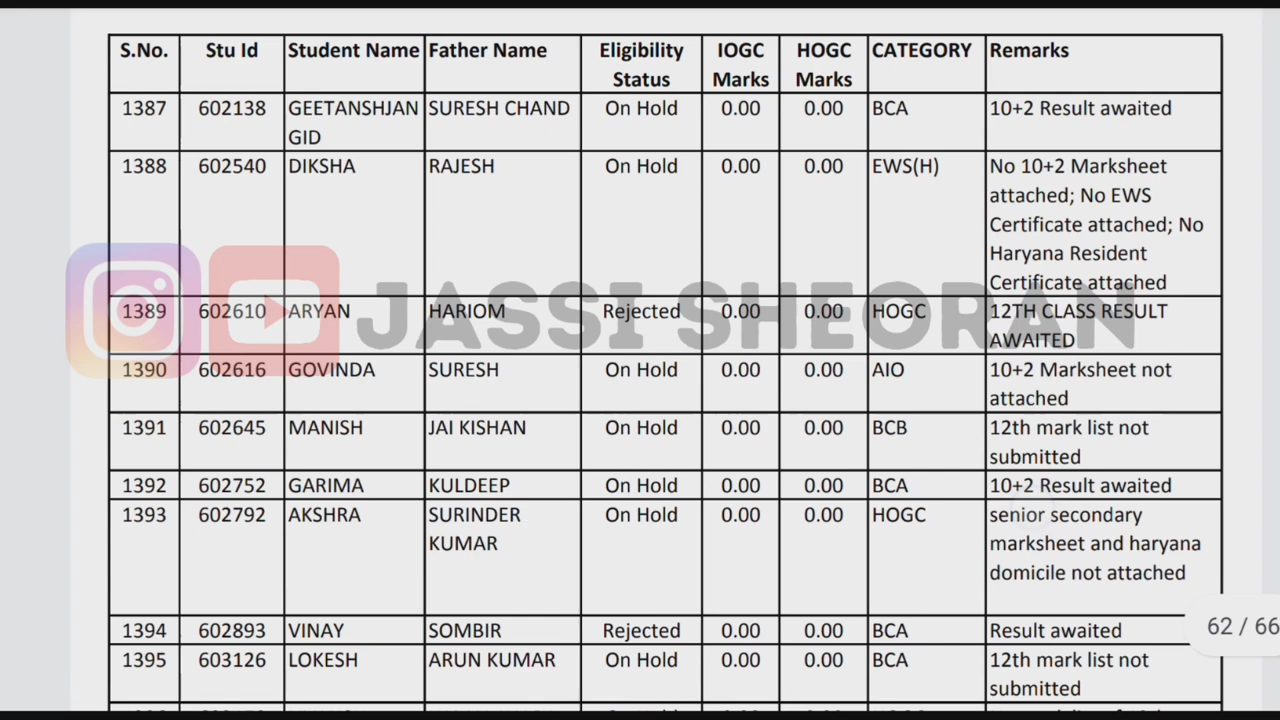 S.No. Stu Id Student Name Father Name Eligibility Status IOGC Marks HOGC Marks CATEGORY Remarks
1387 602138 GEETANSHJAN GID SURESH CHAND On Hold 0.00 0.00 BCA 10+2 Result awaited
1388 602540 DIKSHA RAJESH On Hold 0.00 0.00 EWS(H) No 10+2 Marksheet
attached; No EWS
Certificate attached; No
Haryana Resident
Certificate attached
1389 602610 ARYAN HARIOM Rejected 0.00 0.00 HOGC 12TH CLASS RESULT
AWAITED
JASSI SHEORAN
1390 602616 GOVINDA SURESH On Hold 0.00 0.00 AIO 10+2 Marksheet not
attached
1391 602645 MANISH JAI KISHAN On Hold 0.00 0.00 BCB 12th mark list not
submitted
1392 602752 GARIMA KULDEEP On Hold 0.00 0.00 BCA 10+2 Result awaited
1393 602792 AKSHRA SURINDER KUMAR On Hold 0.00 0.00 HOGC senior secondary
marksheet and haryana
domicile not attached
1394 602893 VINAY SOMBIR Rejected 0.00 0.00 BCA Result awaited
62 / 66
1395 603126 LOKESH ARUN KUMAR On Hold 0.00 0.00 BCA 12th mark list not
submitted